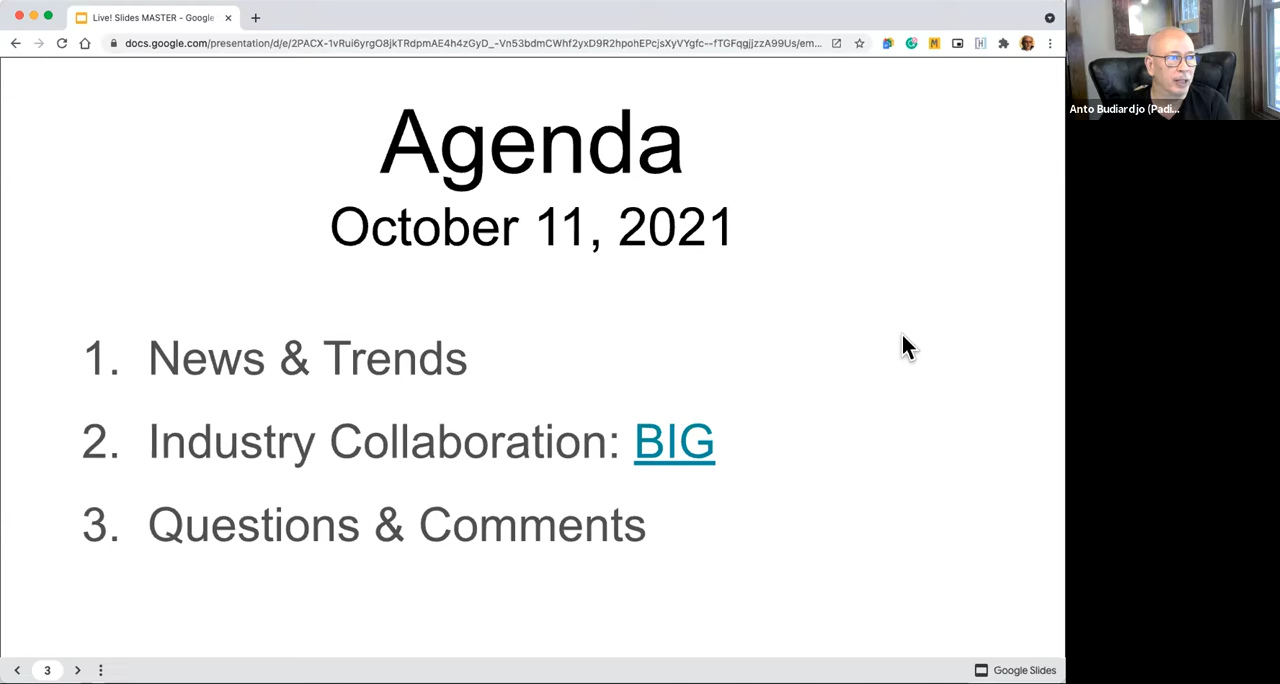 Live! Slides MASTER - Google
docs.google.com/presentation/d/e/2PACX-1vRui6yrgO8jkTRdpmAE4h4zGyD_-Vn53bdmCWhf2yxD9R2hpohEPcjsXyVYgfc--fTGFqgjjzzA99Us/em...
Anto Budiardjo (Padi...
Agenda
October 11, 2021
1. News & Trends
2. Industry Collaboration: BIG
3. Questions & Comments
3
Google Slides